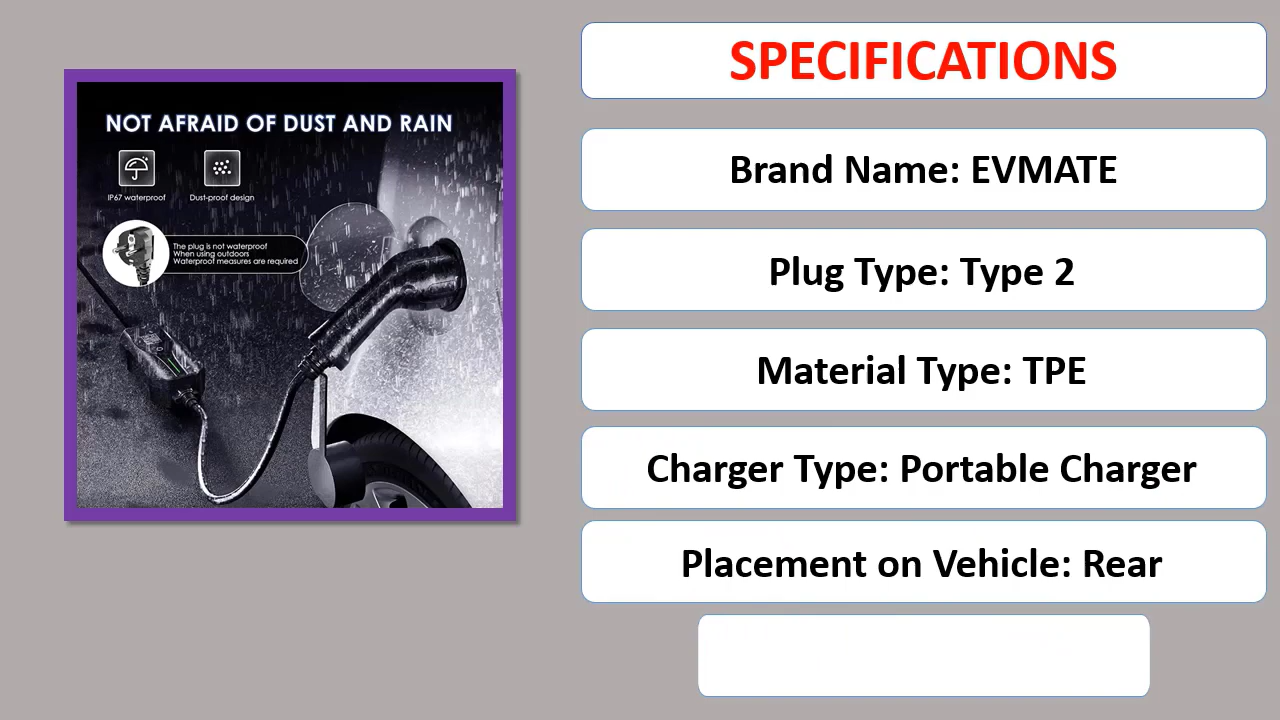 SPECIFICATIONS
NOT AFRAID OF DUST AND RAIN
IP67 waterproof
Dust-proof design
The plug is not waterproof
When using outdoors
Waterproof measures are required
Brand Name: EVMATE
Plug Type: Type 2
Material Type: TPE
Charger Type: Portable Charger
Placement on Vehicle: Rear